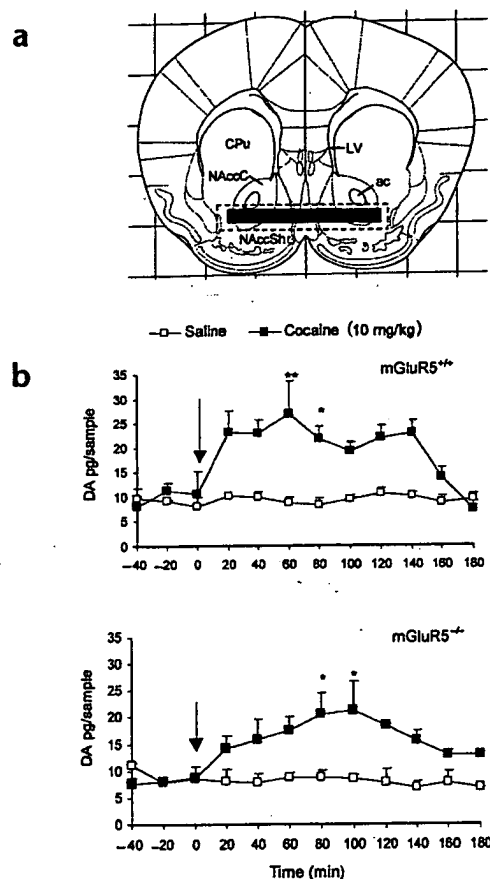 a
CPu
LV
NAccC
ac
NAccSh
Saline Cocaine (10 mg/kg)
b
mGluR5+/+
35
30
25
20
15
10
5
0
DA pg/sample
** *
−40 −20 0 20 40 60 80 100 120 140 160 180
mGluR5−/−
35
30
25
20
15
10
5
0
DA pg/sample
* *
−40 −20 0 20 40 60 80 100 120 140 160 180
Time (min)